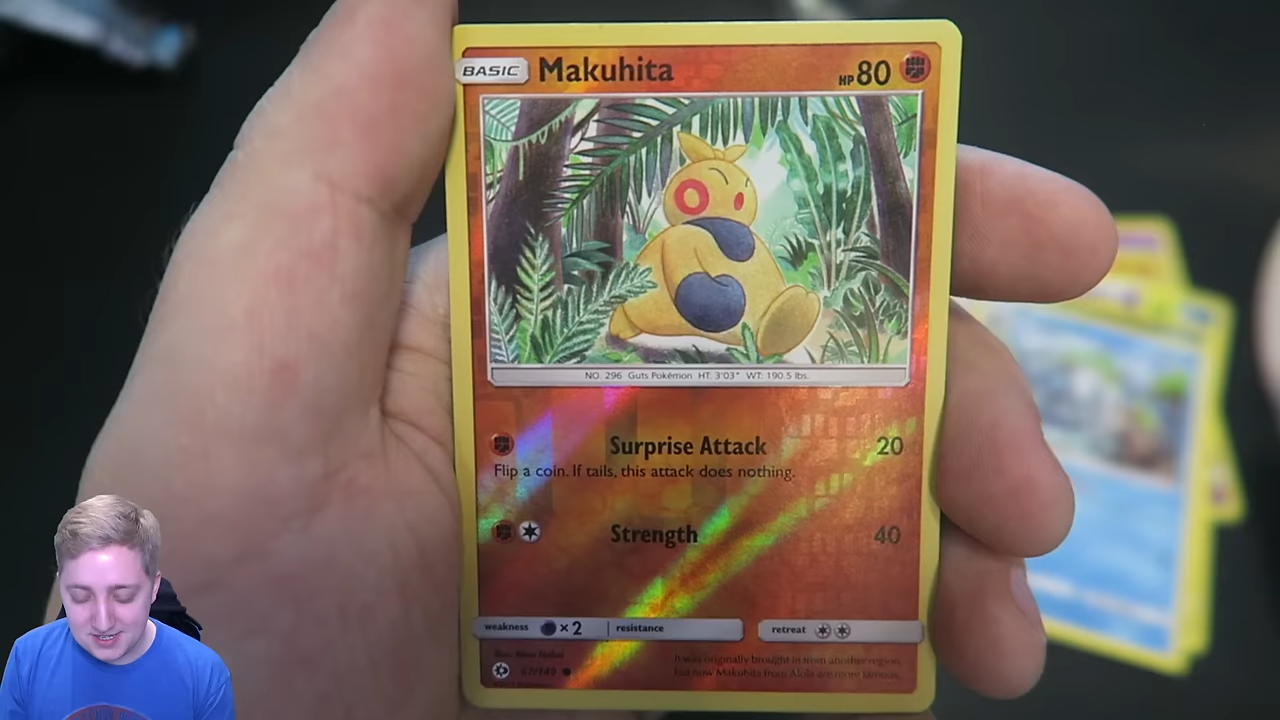 BASIC Makuhita HP 80
NO. 296 Guts Pokémon HT: 3'03" WT: 190.5 lbs.
Surprise Attack 20
Flip a coin. If tails, this attack does nothing.
Strength 40
weakness ×2 resistance retreat
It was originally brought in from another region,
but now Makuhita from Alola are more famous.